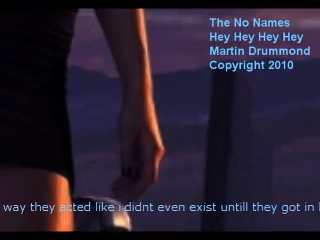 The No Names
Hey Hey Hey Hey
Martin Drummond
Copyright 2010
way they acted like i didnt even exist untill they got in